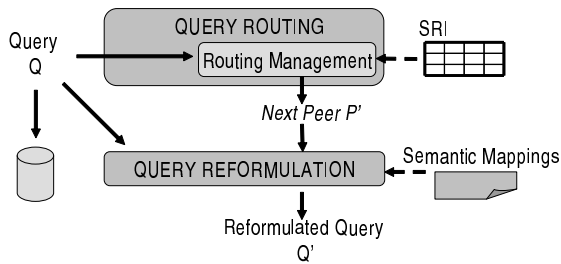 QUERY ROUTING
Query
Q
SRI
Routing Management
Next Peer P'
QUERY REFORMULATION
Semantic Mappings
Reformulated Query
Q'